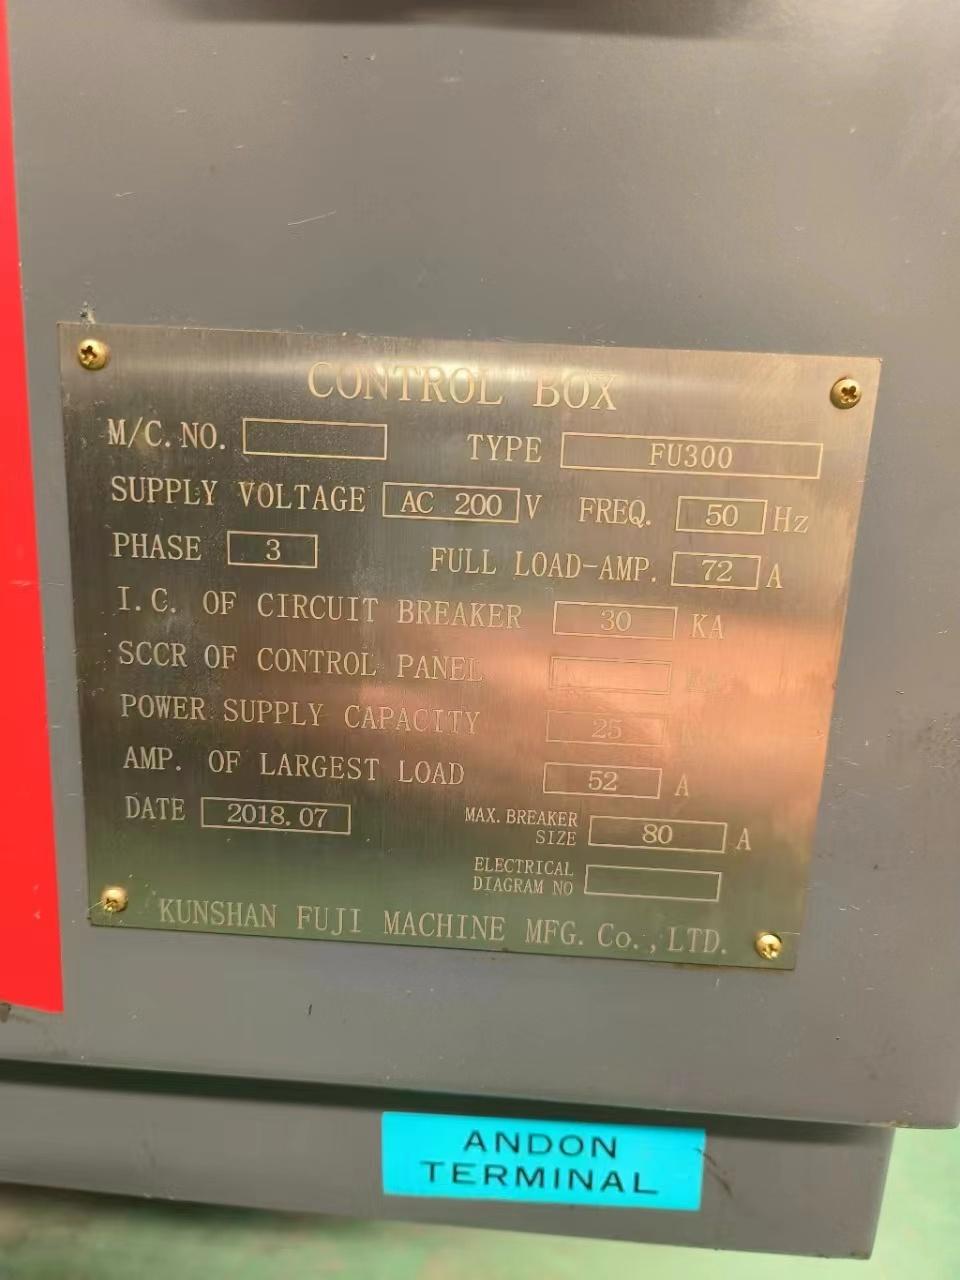 CONTROL BOX
M/C. NO. TYPE FU300
SUPPLY VOLTAGE AC 200 V FREQ. 50 Hz
PHASE 3 FULL LOAD-AMP. 72 A
I.C. OF CIRCUIT BREAKER 30 KA
SCCR OF CONTROL PANEL
POWER SUPPLY CAPACITY 25
AMP. OF LARGEST LOAD 52 A
DATE 2018.07 MAX. BREAKER SIZE 80 A
ELECTRICAL DIAGRAM NO
KUNSHAN FUJI MACHINE MFG. Co., LTD.
ANDON
TERMINAL